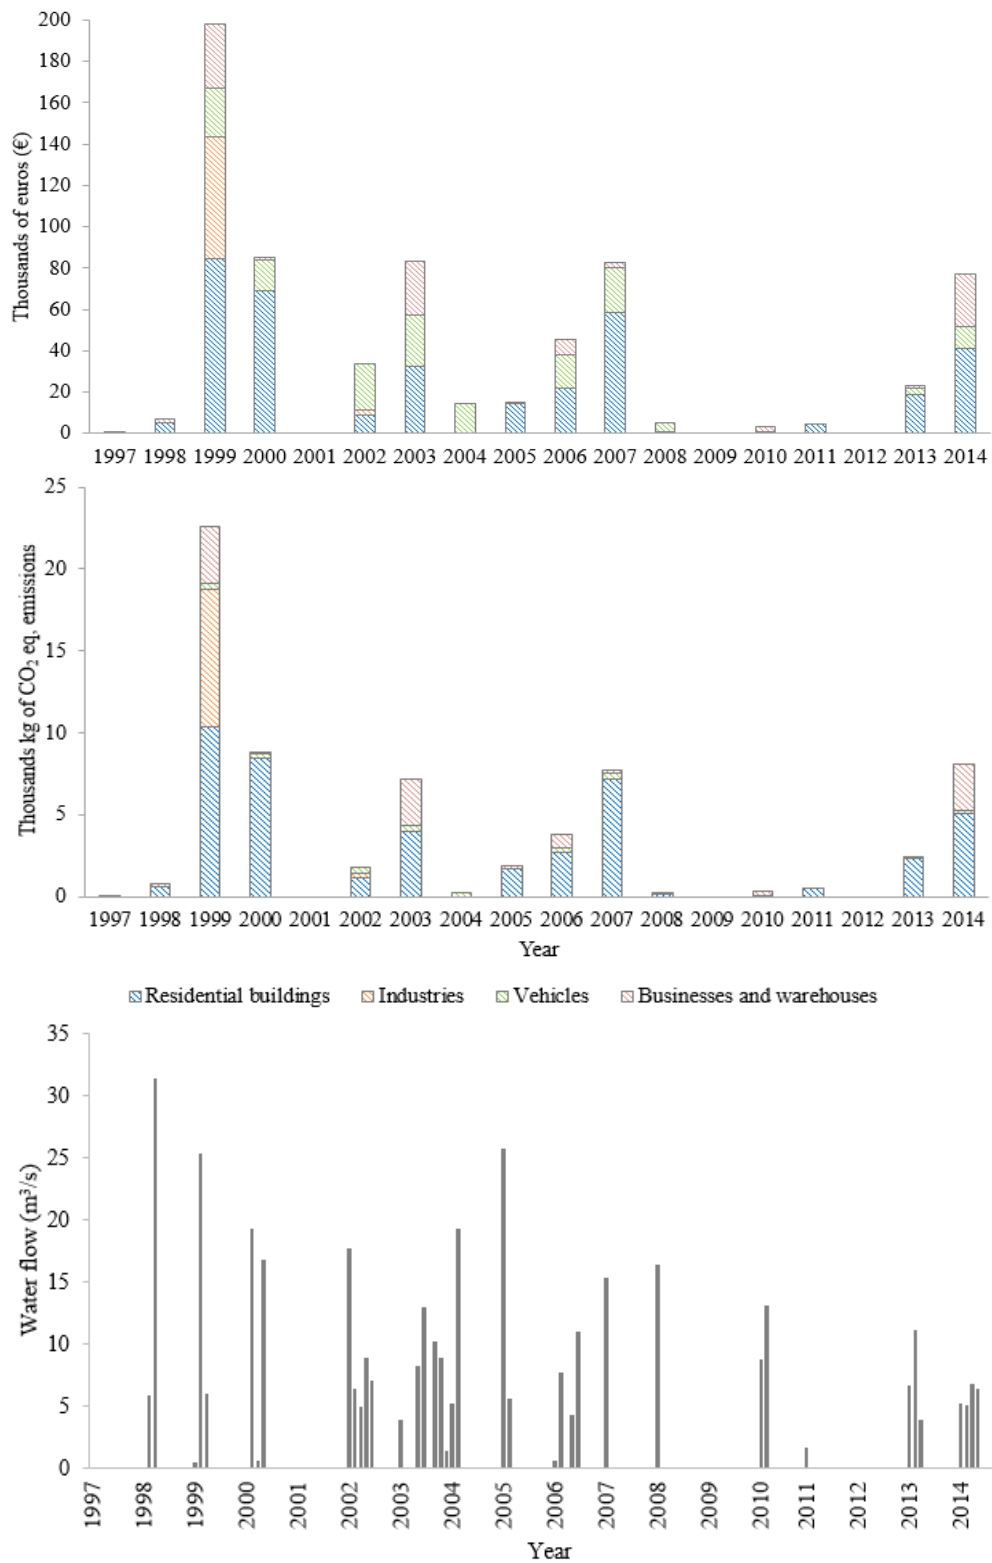 200
180
160
140
120
100
80
60
40
20
0
Thousands of euros (€)
1997 1998 1999 2000 2001 2002 2003 2004 2005 2006 2007 2008 2009 2010 2011 2012 2013 2014
25
20
15
10
5
0
Thousands kg of CO₂ eq, emissions
1997 1998 1999 2000 2001 2002 2003 2004 2005 2006 2007 2008 2009 2010 2011 2012 2013 2014
Year
Residential buildings Industries Vehicles Businesses and warehouses
35
30
25
20
15
10
5
0
Water flow (m³/s)
1997 1998 1999 2000 2001 2002 2003 2004 2005 2006 2007 2008 2009 2010 2011 2012 2013 2014
Year